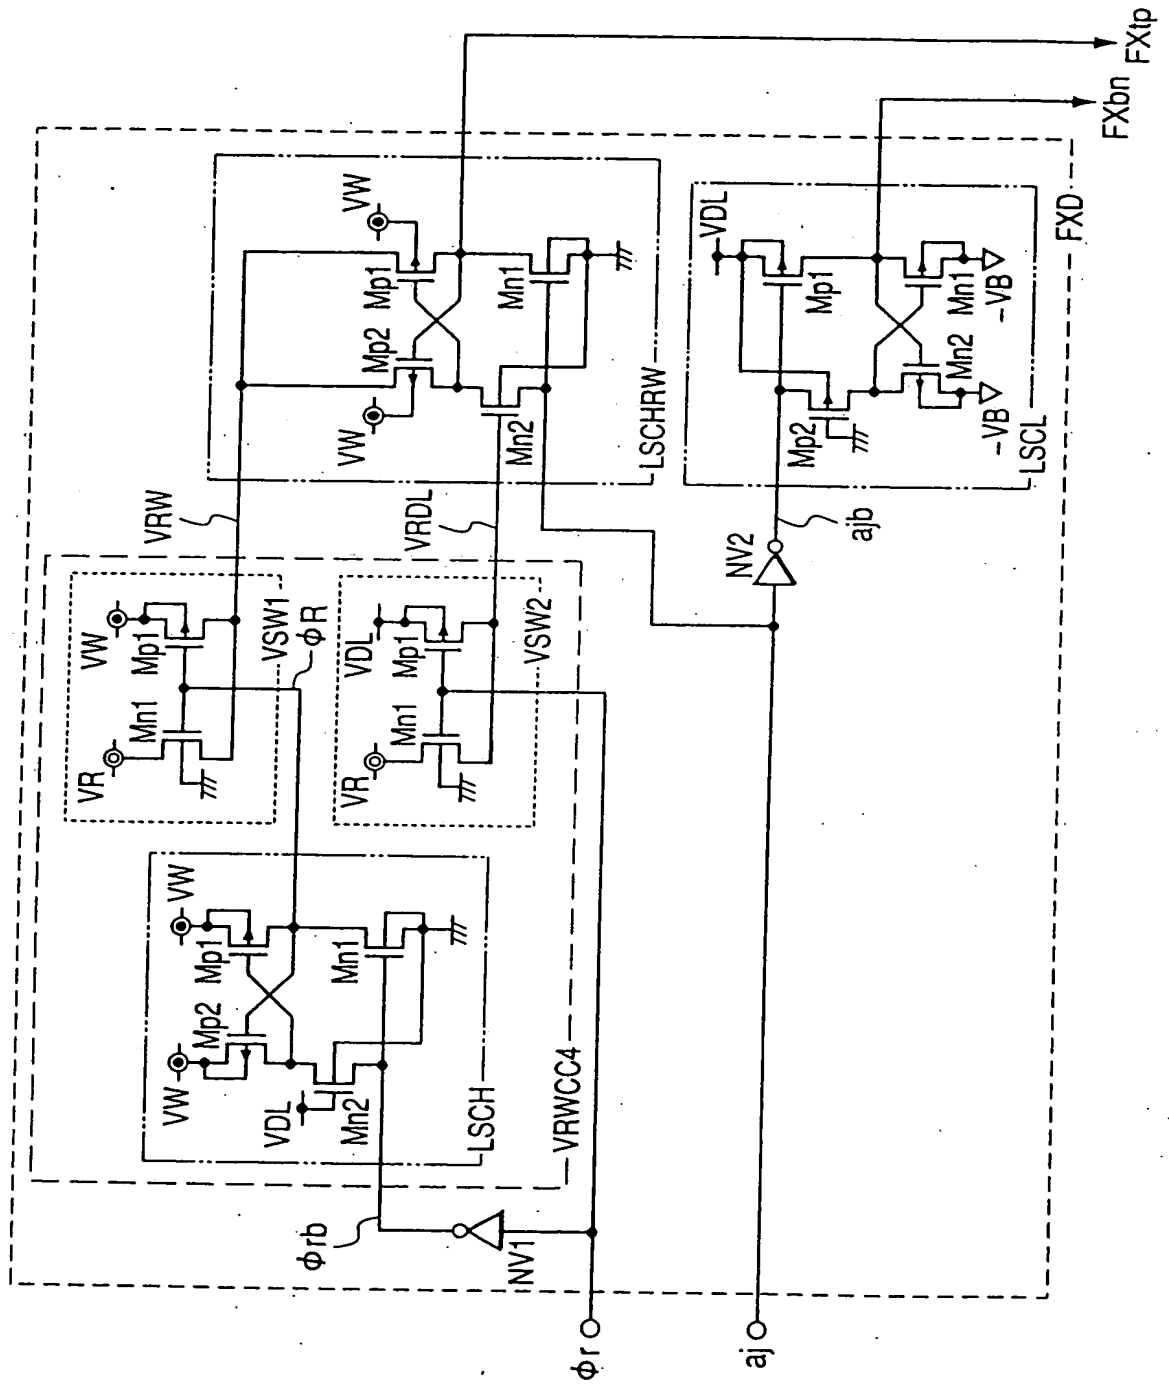 VW
VR
Mn1
Mp1
VSW1
φR
VRW
VDL
VR
Mn1
Mp1
VSW2
VRDL
VW
VW
Mp2
Mp1
VDL
Mn2
Mn1
LSCH
VRWCC4
φrb
NV1
φr
aj
VW
VW
Mp2
Mp1
Mn2
Mn1
LSCHRW
NV2
ajb
VDL
Mp2
Mp1
Mn2
Mn1
-VB
-VB
LSCL
FXD
FXtp
FXbn